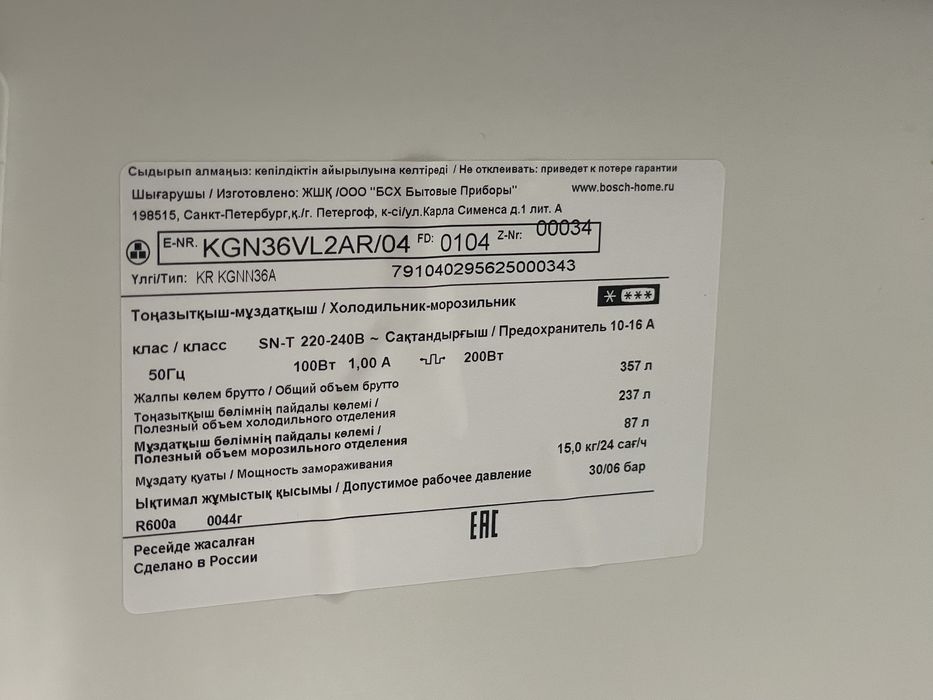 Сыдырып алмаңыз: кепілдіктін айырылуына келтіреді / Не отклеивать: приведет к потере гарантии
Шығарушы / Изготовлено: ЖШҚ /ООО "БСХ Бытовые Приборы" www.bosch-home.ru
198515, Санкт-Петербург,қ./г. Петергоф, к-сі/ул.Карла Сименса д.1 лит. А
E-NR. KGN36VL2AR/04 FD: 0104 Z-Nr: 00034
Үлгі/Тип: KR KGNN36A 791040295625000343
Тоңазытқыш-мұздатқыш / Холодильник-морозильник
клас / класс SN-T 220-240В ~ Сақтандырғыш / Предохранитель 10-16 А
50Гц 100Вт 1,00 А 200Вт
Жалпы көлем брутто / Общий объем брутто 357 л
Тоңазытқыш бөлімнің пайдалы көлемі /
Полезный объем холодильного отделения 237 л
Мұздатқыш бөлімнің пайдалы көлемі /
Полезный объем морозильного отделения 87 л
Мұздату қуаты / Мощность замораживания 15,0 кг/24 сағ/ч
Ықтимал жұмыстық қысымы / Допустимое рабочее давление 30/06 бар
R600a 0044г
EAC
Ресейде жасалған
Сделано в России